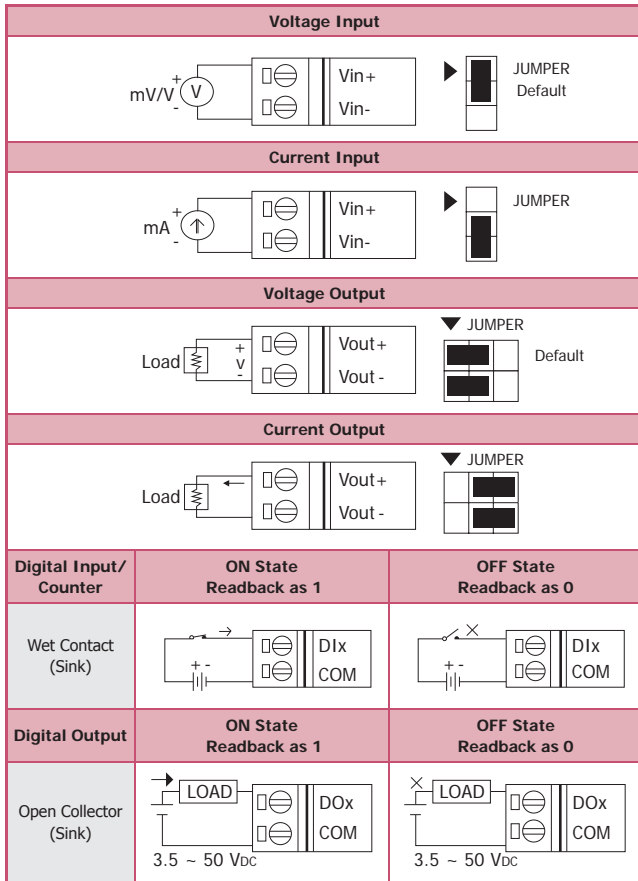 Voltage Input
mV/V
+
-
V
Vin+
Vin-
JUMPER
Default
Current Input
mA
+
-
Vin+
Vin-
JUMPER
Voltage Output
Load
+
V
-
Vout+
Vout -
JUMPER
Default
Current Output
Load
Vout+
Vout -
JUMPER
Digital Input/
Counter
ON State
Readback as 1
OFF State
Readback as 0
Wet Contact
(Sink)
+ -
DIx
COM
+ -
DIx
COM
Digital Output
ON State
Readback as 1
OFF State
Readback as 0
Open Collector
(Sink)
LOAD
DOx
COM
3.5 ~ 50 VDC
LOAD
DOx
COM
3.5 ~ 50 VDC